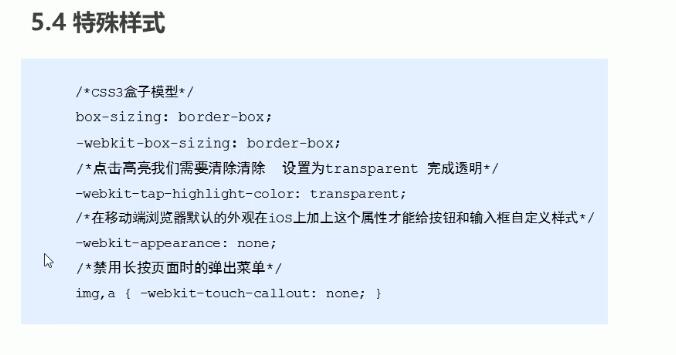 5.4 特殊样式
/*CSS3盒子模型*/
box-sizing: border-box;
-webkit-box-sizing: border-box;
/*点击高亮我们需要清除清除 设置为transparent 完成透明*/
-webkit-tap-highlight-color: transparent;
/*在移动端浏览器默认的外观在ios上加上这个属性才能给按钮和输入框自定义样式*/
-webkit-appearance: none;
/*禁用长按页面时的弹出菜单*/
img,a { -webkit-touch-callout: none; }